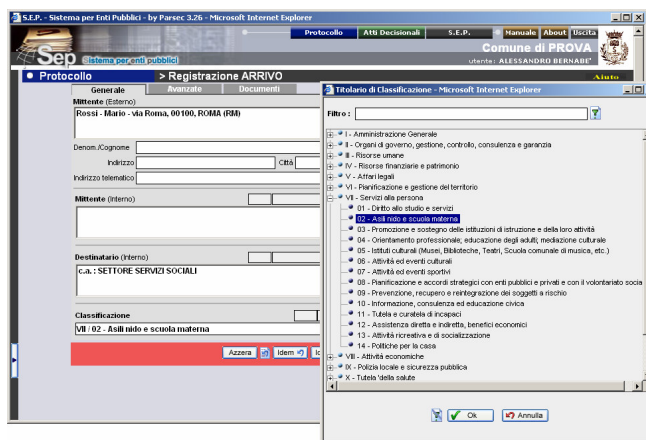 S.E.P. - Sistema per Enti Pubblici - by Parsec 3.26 - Microsoft Internet Explorer
Protocollo Atti Decisionali S.E.P. Manuale About Uscita
Sep Sistema per enti pubblici
Comune di PROVA
utente: ALESSANDRO BERNABE'
Protocollo > Registrazione ARRIVO Aiuto
Generale Avanzate Documenti
Mittente (Esterno)
Rossi - Mario - via Roma, 00100, ROMA (RM)
Denom./Cognome
Indirizzo Città
Indirizzo telematico
Mittente (Interno)
Destinatario (Interno)
c.a. : SETTORE SERVIZI SOCIALI
Classificazione
VII / 02 - Asili nido e scuola materna
Azzera Idem
Titolario di Classificazione - Microsoft Internet Explorer
Filtro :
I - Amministrazione Generale
II - Organi di governo, gestione, controllo, consulenza e garanzia
III - Risorse umane
IV - Risorse finanziarie e patrimonio
V - Affari legali
VI - Pianificazione e gestione del territorio
VII - Servizi alla persona
01 - Diritto allo studio e servizi
02 - Asili nido e scuola materna
03 - Promozione e sostegno delle istituzioni di istruzione e della loro attività
04 - Orientamento professionale; educazione degli adulti; mediazione culturale
05 - Istituti culturali (Musei, Biblioteche, Teatri, Scuola comunale di musica, etc.)
06 - Attività ed eventi culturali
07 - Attività ed eventi sportivi
08 - Pianificazione e accordi strategici con enti pubblici e privati e con il volontariato socia
09 - Prevenzione, recupero e reintegrazione dei soggetti a rischio
10 - Informazione, consulenza ed educazione civica
11 - Tutela e curatela di incapaci
12 - Assistenza diretta e indiretta, benefici economici
13 - Attività ricreativa e di socializzazione
14 - Politiche per la casa
VIII - Attività economiche
IX - Polizia locale e sicurezza pubblica
X - Tutela 'della salute
Ok Annulla